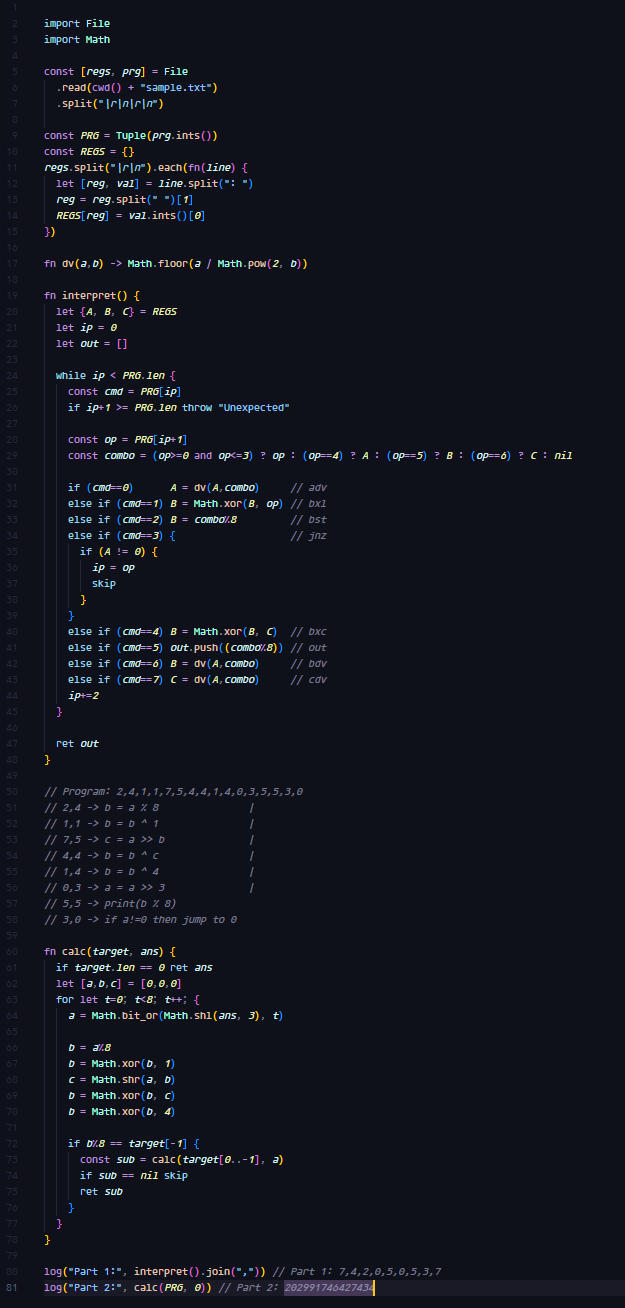 1
2 import File
3 import Math
4
5 const [regs, prg] = File
6 .read(cwd() + "sample.txt")
7 .split("|r|n|r|n")
8
9 const PRG = Tuple(prg.ints())
10 const REGS = {}
11 regs.split("|r|n").each(fn(line) {
12 let [reg, val] = line.split(": ")
13 reg = reg.split(" ")[1]
14 REGS[reg] = val.ints()[0]
15 })
16
17 fn dv(a,b) -> Math.floor(a / Math.pow(2, b))
18
19 fn interpret() {
20 let {A, B, C} = REGS
21 let ip = 0
22 let out = []
23
24 while ip < PRG.len {
25 const cmd = PRG[ip]
26 if ip+1 >= PRG.len throw "Unexpected"
27
28 const op = PRG[ip+1]
29 const combo = (op>=0 and op<=3) ? op : (op==4) ? A : (op==5) ? B : (op==6) ? C : nil
30
31 if (cmd==0) A = dv(A,combo) // adv
32 else if (cmd==1) B = Math.xor(B, op) // bxl
33 else if (cmd==2) B = combo%8 // bst
34 else if (cmd==3) { // jnz
35 if (A != 0) {
36 ip = op
37 skip
38 }
39 }
40 else if (cmd==4) B = Math.xor(B, C) // bxc
41 else if (cmd==5) out.push((combo%8)) // out
42 else if (cmd==6) B = dv(A,combo) // bdv
43 else if (cmd==7) C = dv(A,combo) // cdv
44 ip+=2
45 }
46
47 ret out
48 }
49
50 // Program: 2,4,1,1,7,5,4,4,1,4,0,3,5,5,3,0
51 // 2,4 -> b = a % 8 |
52 // 1,1 -> b = b ^ 1 |
53 // 7,5 -> c = a >> b |
54 // 4,4 -> b = b ^ c |
55 // 1,4 -> b = b ^ 4 |
56 // 0,3 -> a = a >> 3 |
57 // 5,5 -> print(b % 8)
58 // 3,0 -> if a!=0 then jump to 0
59
60 fn calc(target, ans) {
61 if target.len == 0 ret ans
62 let [a,b,c] = [0,0,0]
63 for let t=0; t<8; t++; {
64 a = Math.bit_or(Math.shl(ans, 3), t)
65
66 b = a%8
67 b = Math.xor(b, 1)
68 c = Math.shr(a, b)
69 b = Math.xor(b, c)
70 b = Math.xor(b, 4)
71
72 if b%8 == target[-1] {
73 const sub = calc(target[0..-1], a)
74 if sub == nil skip
75 ret sub
76 }
77 }
78 }
79
80 log("Part 1:", interpret().join(",")) // Part 1: 7,4,2,0,5,0,5,3,7
81 log("Part 2:", calc(PRG, 0)) // Part 2: 202991746427434